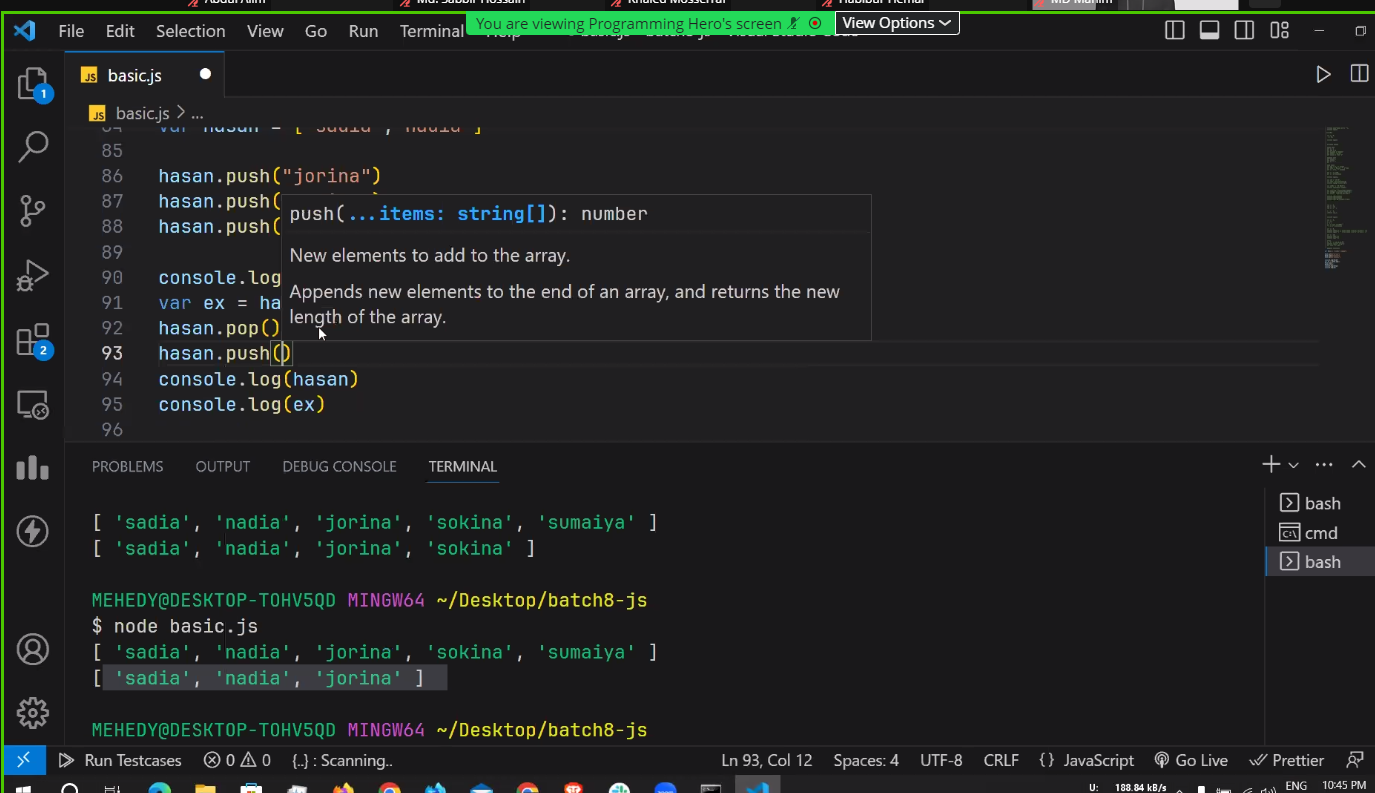 Abdul Alim
Md. Sabbir Hossain
Khaled Mosserraf
Habibur Hemal
MD Mahim
You are viewing Programming Hero's screen
View Options
File Edit Selection View Go Run Terminal
basic.js
basic.js > ...
84 var hasan = ["sadia","nadia"]
85
86 hasan.push("jorina")
87 hasan.push(
88 hasan.push(
89
90 console.log
91 var ex = ha
92 hasan.pop()
93 hasan.push()
94 console.log(hasan)
95 console.log(ex)
96
push(...items: string[]): number
New elements to add to the array.
Appends new elements to the end of an array, and returns the new
length of the array.
1
2
PROBLEMS OUTPUT DEBUG CONSOLE TERMINAL
[ 'sadia', 'nadia', 'jorina', 'sokina', 'sumaiya' ]
[ 'sadia', 'nadia', 'jorina', 'sokina' ]
MEHEDY@DESKTOP-TOHV5QD MINGW64 ~/Desktop/batch8-js
$ node basic.js
[ 'sadia', 'nadia', 'jorina', 'sokina', 'sumaiya' ]
[ 'sadia', 'nadia', 'jorina' ]
MEHEDY@DESKTOP-TOHV5QD MINGW64 ~/Desktop/batch8-js
bash
cmd
bash
Run Testcases 0 0 {..} : Scanning.. Ln 93, Col 12 Spaces: 4 UTF-8 CRLF {} JavaScript Go Live Prettier
U: 188.84 kB/s ENG 10:45 PM